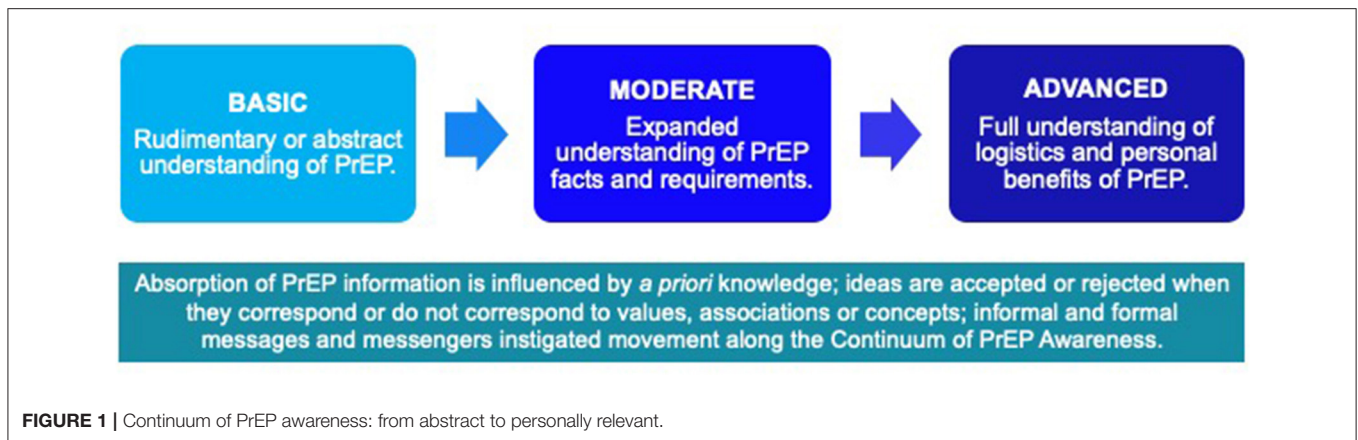 BASIC
Rudimentary or abstract
understanding of PrEP.
MODERATE
Expanded
understanding of PrEP
facts and requirements.
ADVANCED
Full understanding of
logistics and personal
benefits of PrEP.
Absorption of PrEP information is influenced by a priori knowledge; ideas are accepted or rejected when
they correspond or do not correspond to values, associations or concepts; informal and formal
messages and messengers instigated movement along the Continuum of PrEP Awareness.
FIGURE 1 | Continuum of PrEP awareness: from abstract to personally relevant.